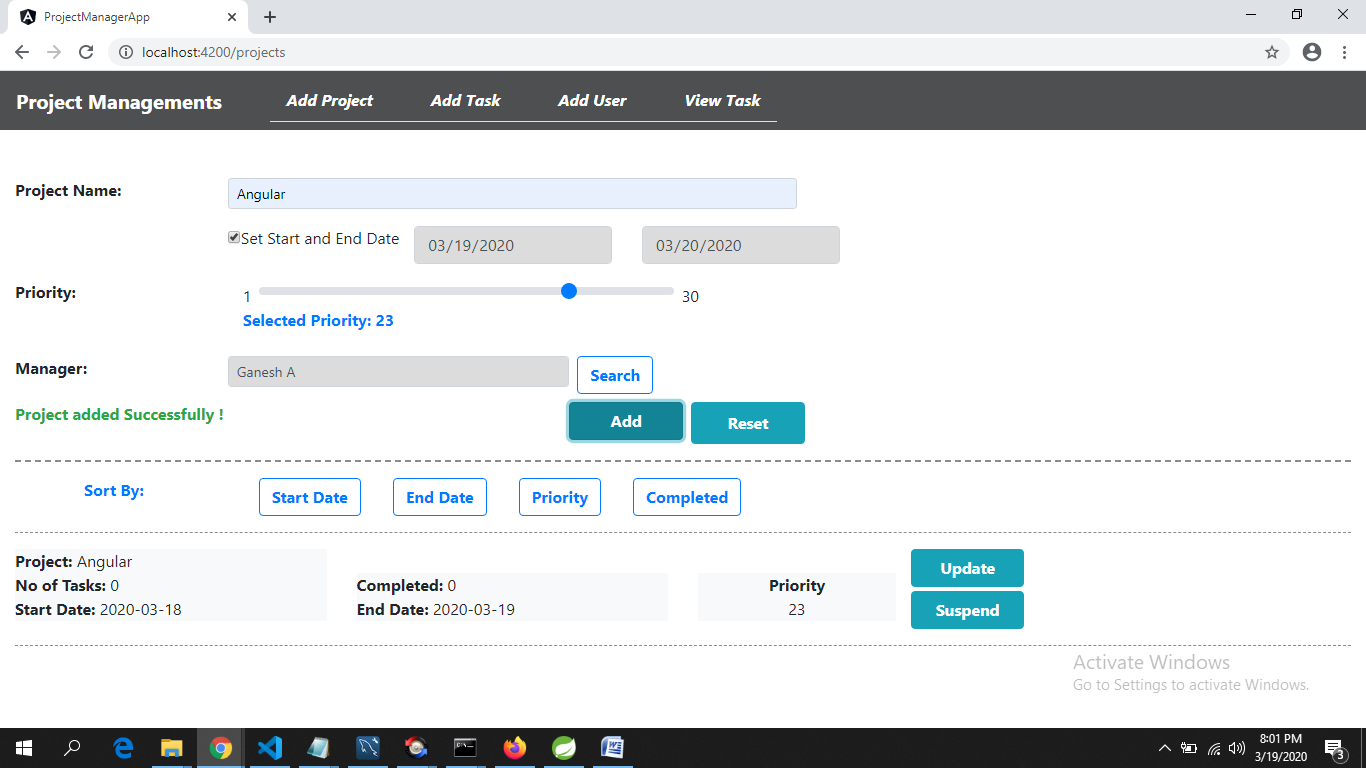 ProjectManagerApp
localhost:4200/projects
Project Managements Add Project Add Task Add User View Task
Project Name: Angular
Set Start and End Date 03/19/2020 03/20/2020
Priority: 1 30
Selected Priority: 23
Manager: Ganesh A Search
Project added Successfully ! Add Reset
Sort By: Start Date End Date Priority Completed
Project: Angular Update
No of Tasks: 0 Completed: 0 Priority
Start Date: 2020-03-18 End Date: 2020-03-19 23 Suspend
Activate Windows
Go to Settings to activate Windows.
8:01 PM
3/19/2020 3